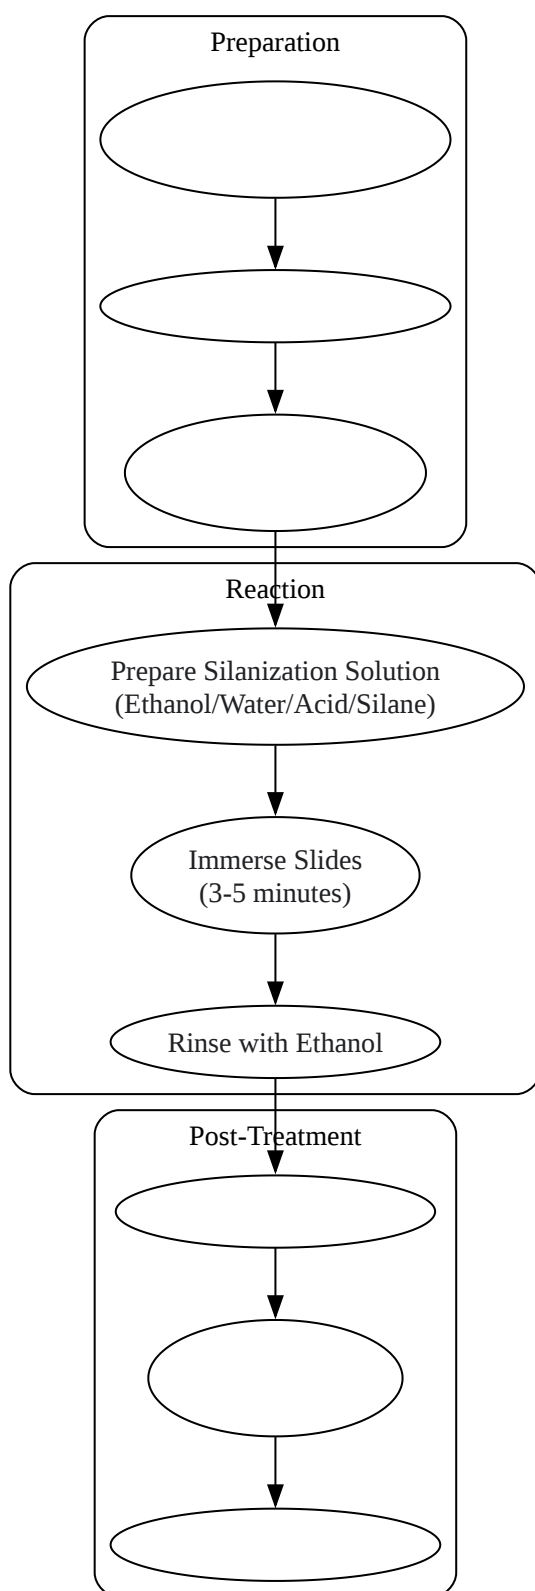 Preparation
Reaction
Prepare Silanization Solution
(Ethanol/Water/Acid/Silane)
Immerse Slides
(3-5 minutes)
Rinse with Ethanol
Post-Treatment